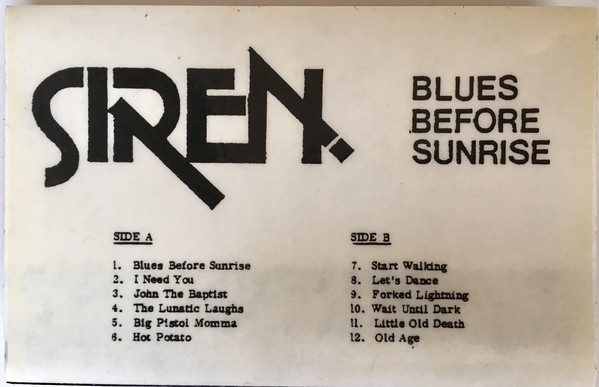 SIREN.
BLUES
BEFORE
SUNRISE
SIDE A
1. Blues Before Sunrise
2. I Need You
3. John The Baptist
4. The Lunatic Laughs
5. Big Pistol Momma
6. Hot Potato
SIDE B
7. Start Walking
8. Let's Dance
9. Forked Lightning
10. Wait Until Dark
11. Little Old Death
12. Old Age